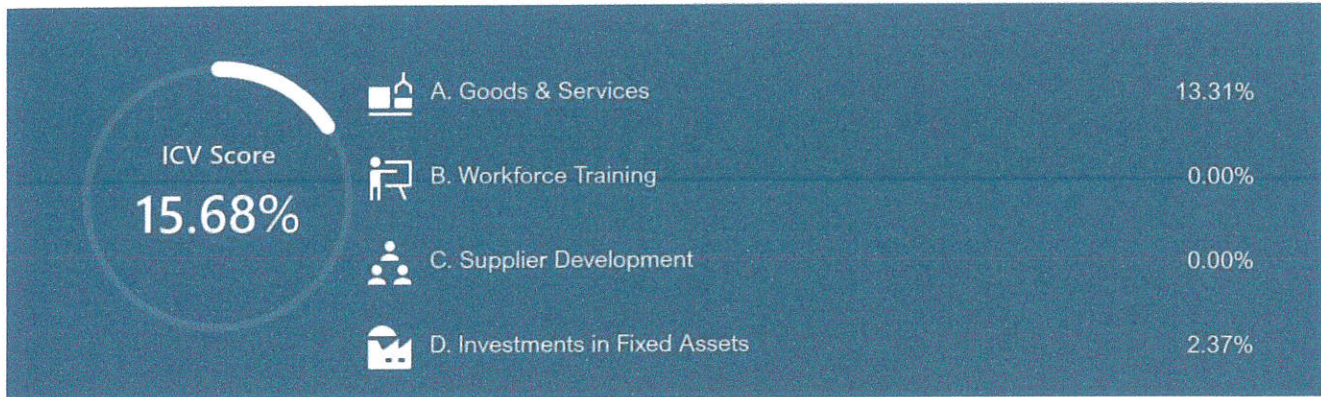 ICV Score
15.68%
A. Goods & Services 13.31%
B. Workforce Training 0.00%
C. Supplier Development 0.00%
D. Investments in Fixed Assets 2.37%